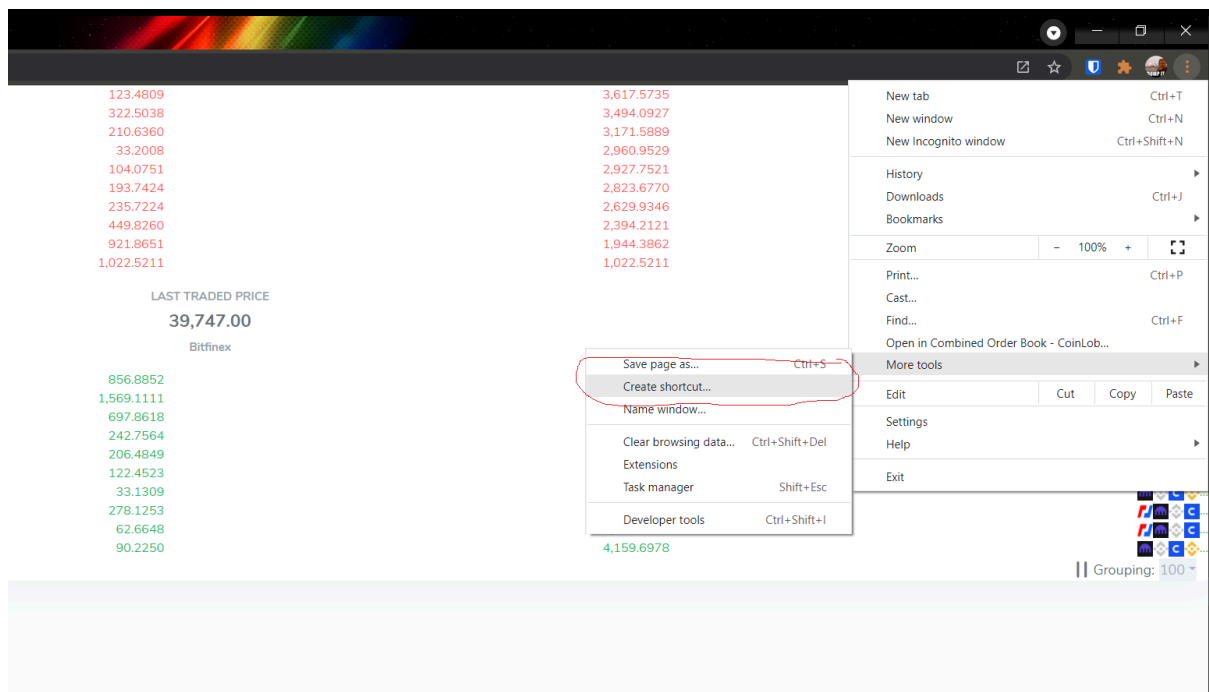 123.4809 3,617.5735
322.5038 3,494.0927
210.6360 3,171.5889
33.2008 2,960.9529
104.0751 2,927.7521
193.7424 2,823.6770
235.7224 2,629.9346
449.8260 2,394.2121
921.8651 1,944.3862
1,022.5211 1,022.5211
LAST TRADED PRICE
39,747.00
Bitfinex
856.8852
1,569.1111
697.8618
242.7564
206.4849
122.4523
33.1309
278.1253
62.6648
90.2250 4,159.6978
Grouping: 100
New tab Ctrl+T
New window Ctrl+N
New Incognito window Ctrl+Shift+N
History
Downloads Ctrl+J
Bookmarks
Zoom - 100% +
Print... Ctrl+P
Cast...
Find... Ctrl+F
Open in Combined Order Book - CoinLob...
More tools
Edit Cut Copy Paste
Settings
Help
Exit
Save page as... Ctrl+S
Create shortcut...
Name window...
Clear browsing data... Ctrl+Shift+Del
Extensions
Task manager Shift+Esc
Developer tools Ctrl+Shift+I